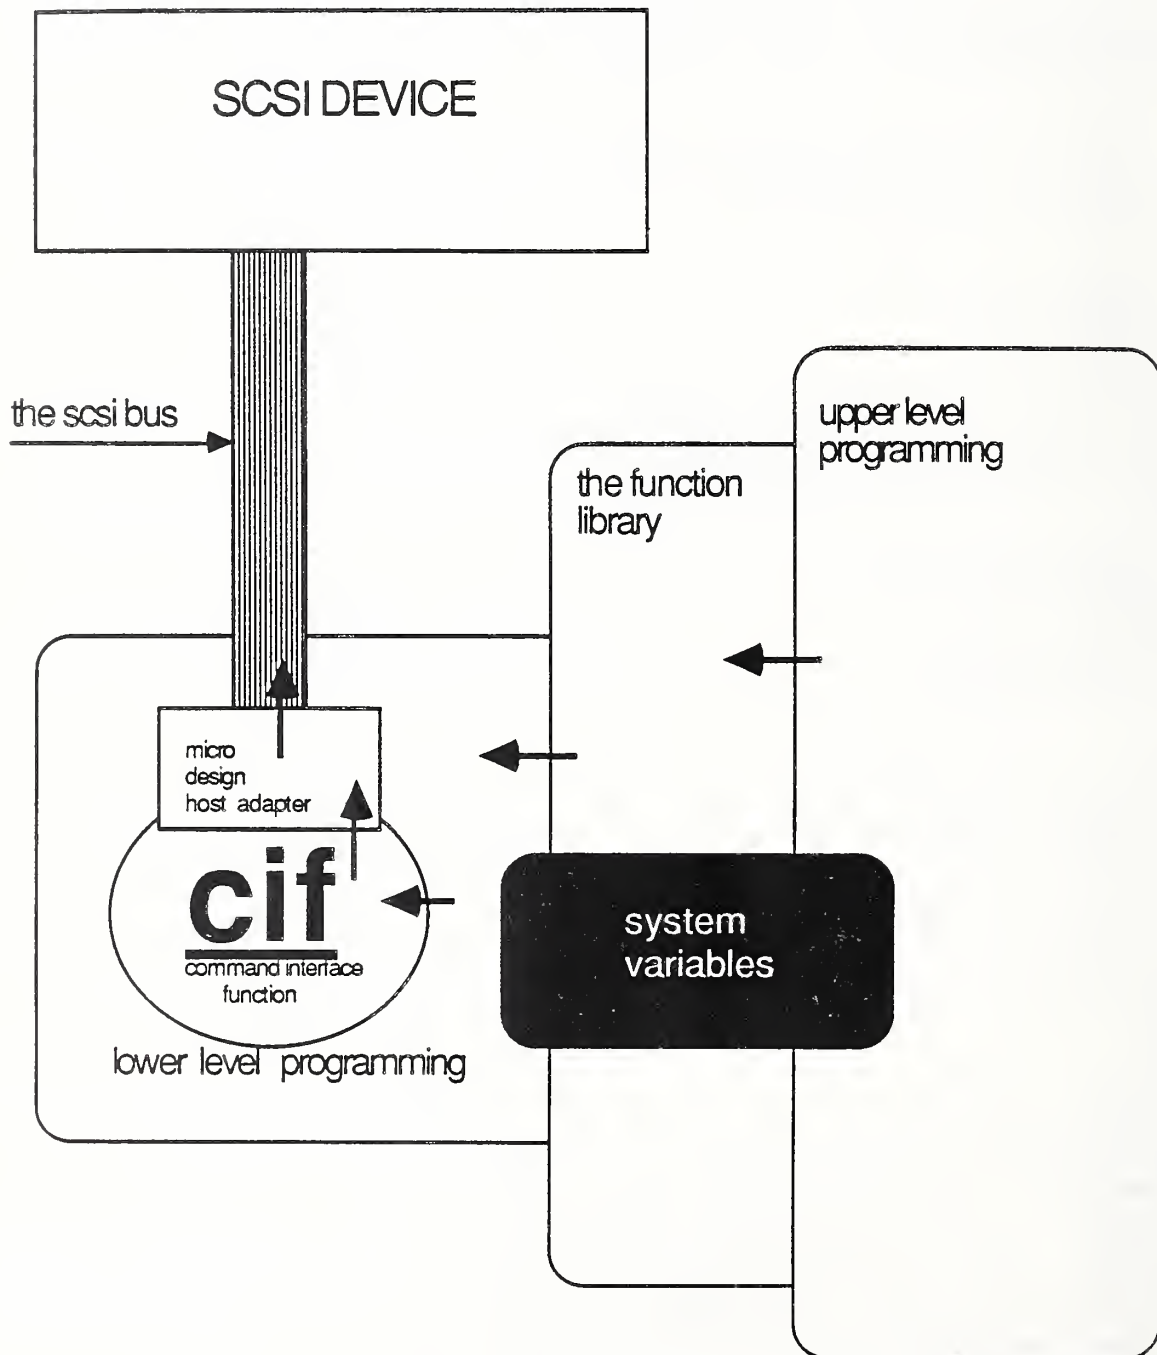 SCSI DEVICE
the scsi bus
upper level
programming
the function
library
micro
design
host adapter
cif
command interface
function
system
variables
lower level programming